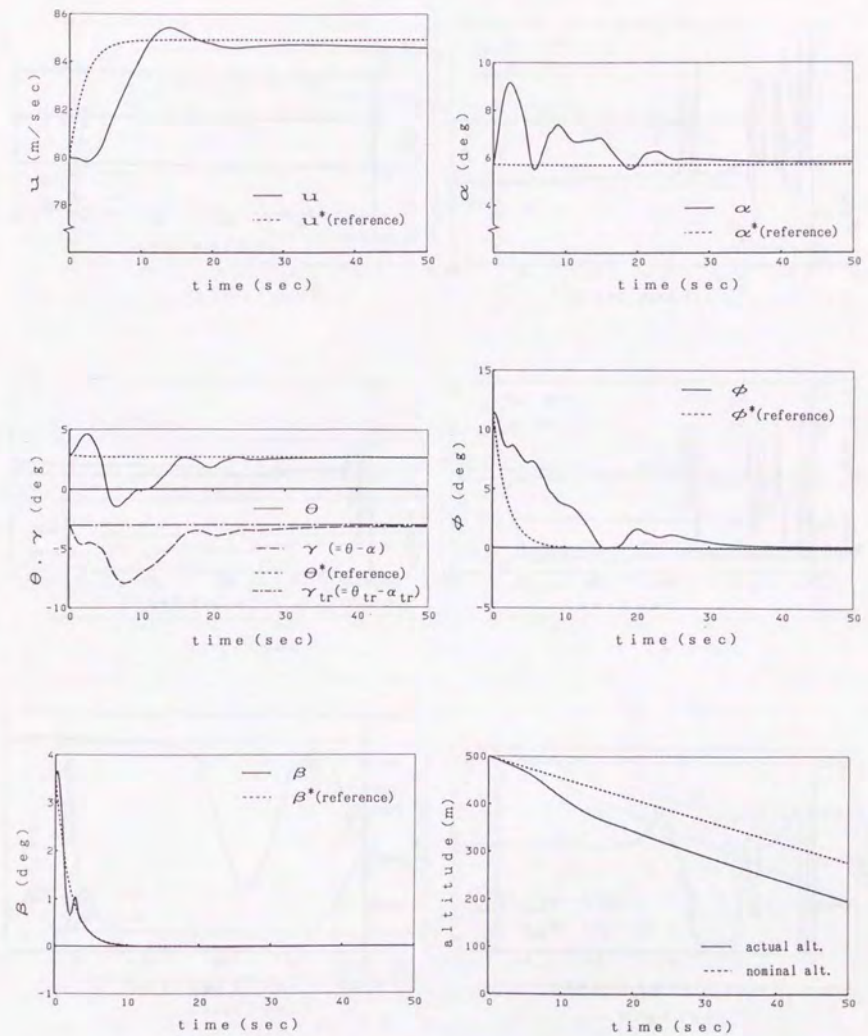 86
84
82
80
78
u (m/sec)
u
u*(reference)
0 10 20 30 40 50
time (sec)
10
8
6
4
α (deg)
α
α*(reference)
0 10 20 30 40 50
time (sec)
5
0
-5
-10
θ, γ (deg)
θ
γ (=θ-α)
θ*(reference)
γtr(=θtr-αtr)
0 10 20 30 40 50
time (sec)
15
10
5
0
-5
φ (deg)
φ
φ*(reference)
0 10 20 30 40 50
time (sec)
4
3
2
1
0
-1
β (deg)
β
β*(reference)
0 10 20 30 40 50
time (sec)
500
400
300
200
100
0
altitude (m)
actual alt.
nominal alt.
0 10 20 30 40 50
time (sec)